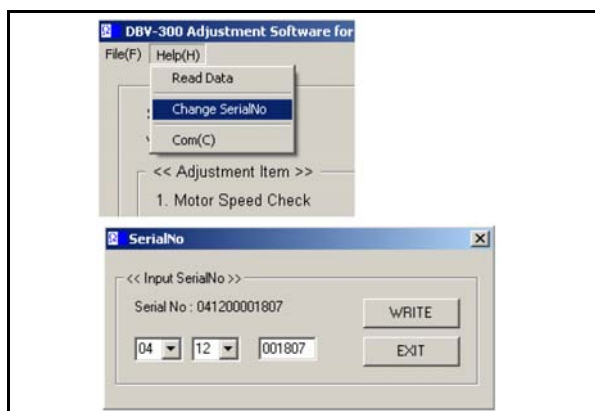 DBV-300 Adjustment Software for
File(F) Help(H)
Read Data
Change SerialNo
Com(C)
<< Adjustment Item >>
1. Motor Speed Check
SerialNo
<< Input SerialNo >>
Serial No : 041200001807
WRITE
04 12 001807
EXIT